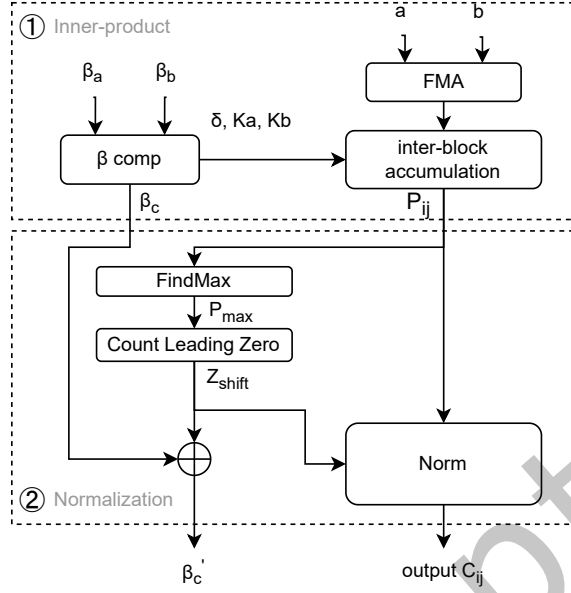 ① Inner-product
a b
β_a β_b
FMA
δ, Ka, Kb
β comp
inter-block
accumulation
β_c
P_ij
FindMax
P_max
Count Leading Zero
Z_shift
Norm
② Normalization
β_c'
output C_ij